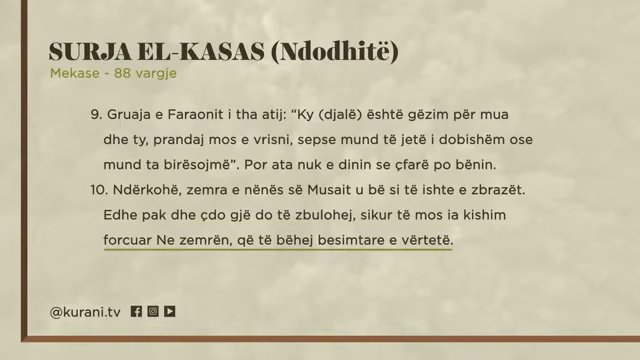 SURJA EL-KASAS (Ndodhitë)
Mekase - 88 vargje
9. Gruaja e Faraonit i tha atij: “Ky (djalë) është gëzim për mua
dhe ty, prandaj mos e vrisni, sepse mund të jetë i dobishëm ose
mund ta birësojmë”. Por ata nuk e dinin se çfarë po bënin.
10. Ndërkohë, zemra e nënës së Musait u bë si të ishte e zbrazët.
Edhe pak dhe çdo gjë do të zbulohej, sikur të mos ia kishim
forcuar Ne zemrën, që të bëhej besimtare e vërtetë.
@kurani.tv